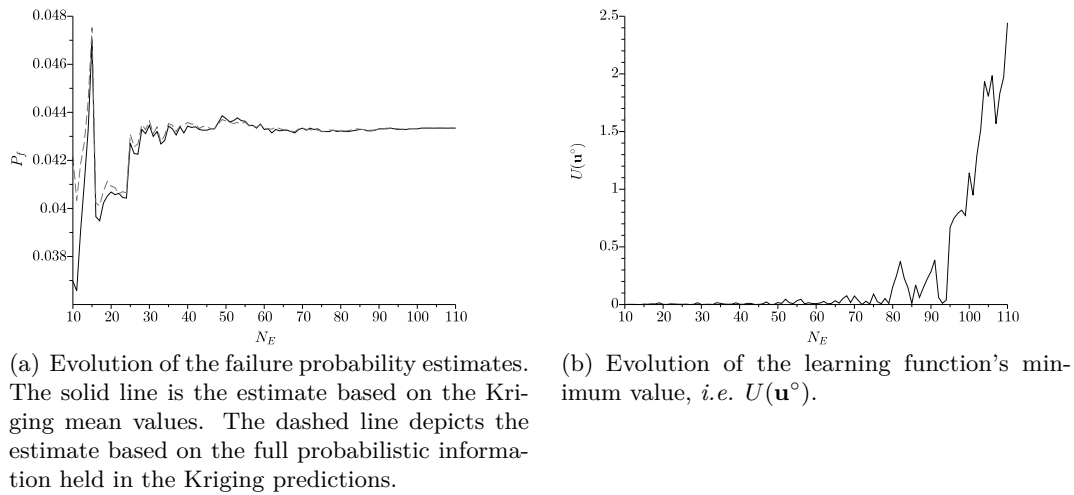 0.048
0.046
0.044
0.042
0.04
0.038
P_f
10 20 30 40 50 60 70 80 90 100 110
N_E
2.5
2
1.5
1
0.5
0
U(u°)
10 20 30 40 50 60 70 80 90 100 110
N_E
(a) Evolution of the failure probability estimates.
The solid line is the estimate based on the Kri-
ging mean values. The dashed line depicts the
estimate based on the full probabilistic informa-
tion held in the Kriging predictions.
(b) Evolution of the learning function's min-
imum value, i.e. U(u°).